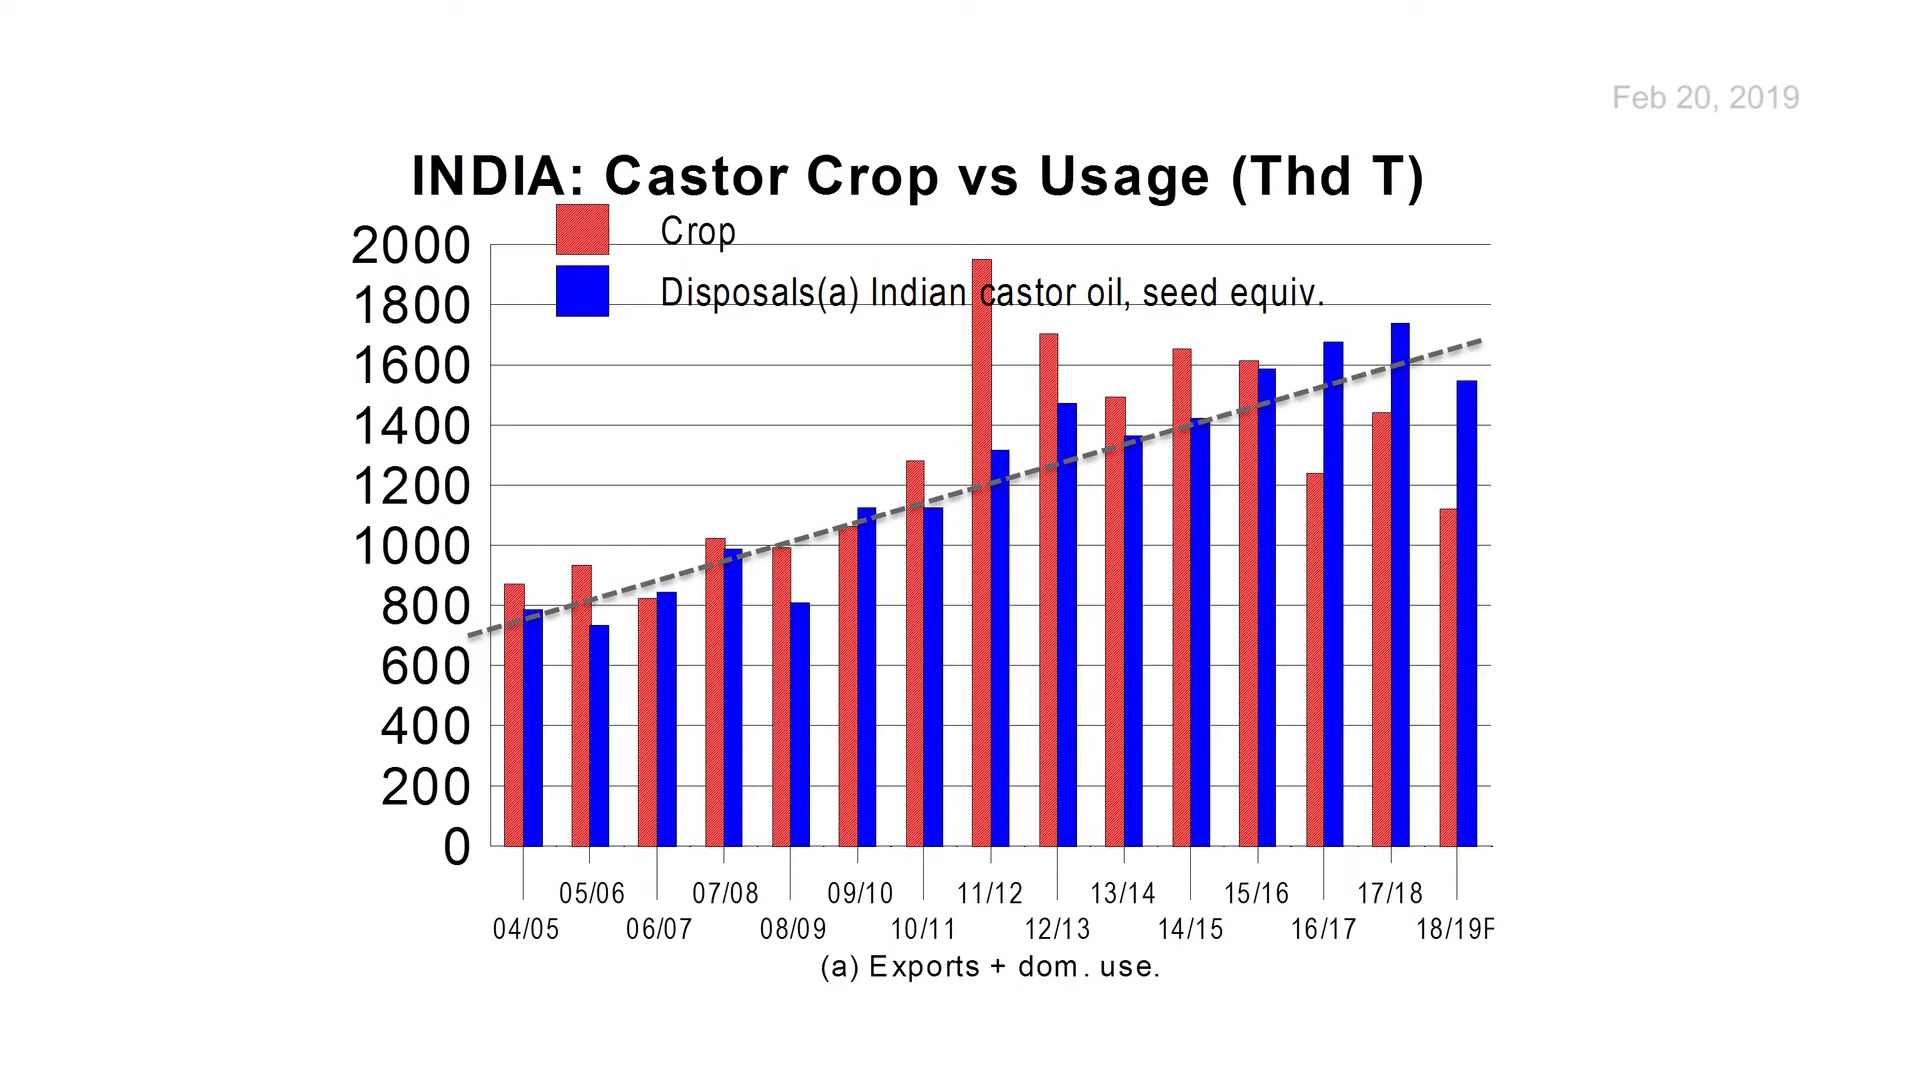 Feb 20, 2019
INDIA: Castor Crop vs Usage (Thd T)
Crop
Disposals(a) Indian castor oil, seed equiv.
2000
1800
1600
1400
1200
1000
800
600
400
200
0
05/06 07/08 09/10 11/12 13/14 15/16 17/18
04/05 06/07 08/09 10/11 12/13 14/15 16/17 18/19F
(a) Exports + dom. use.